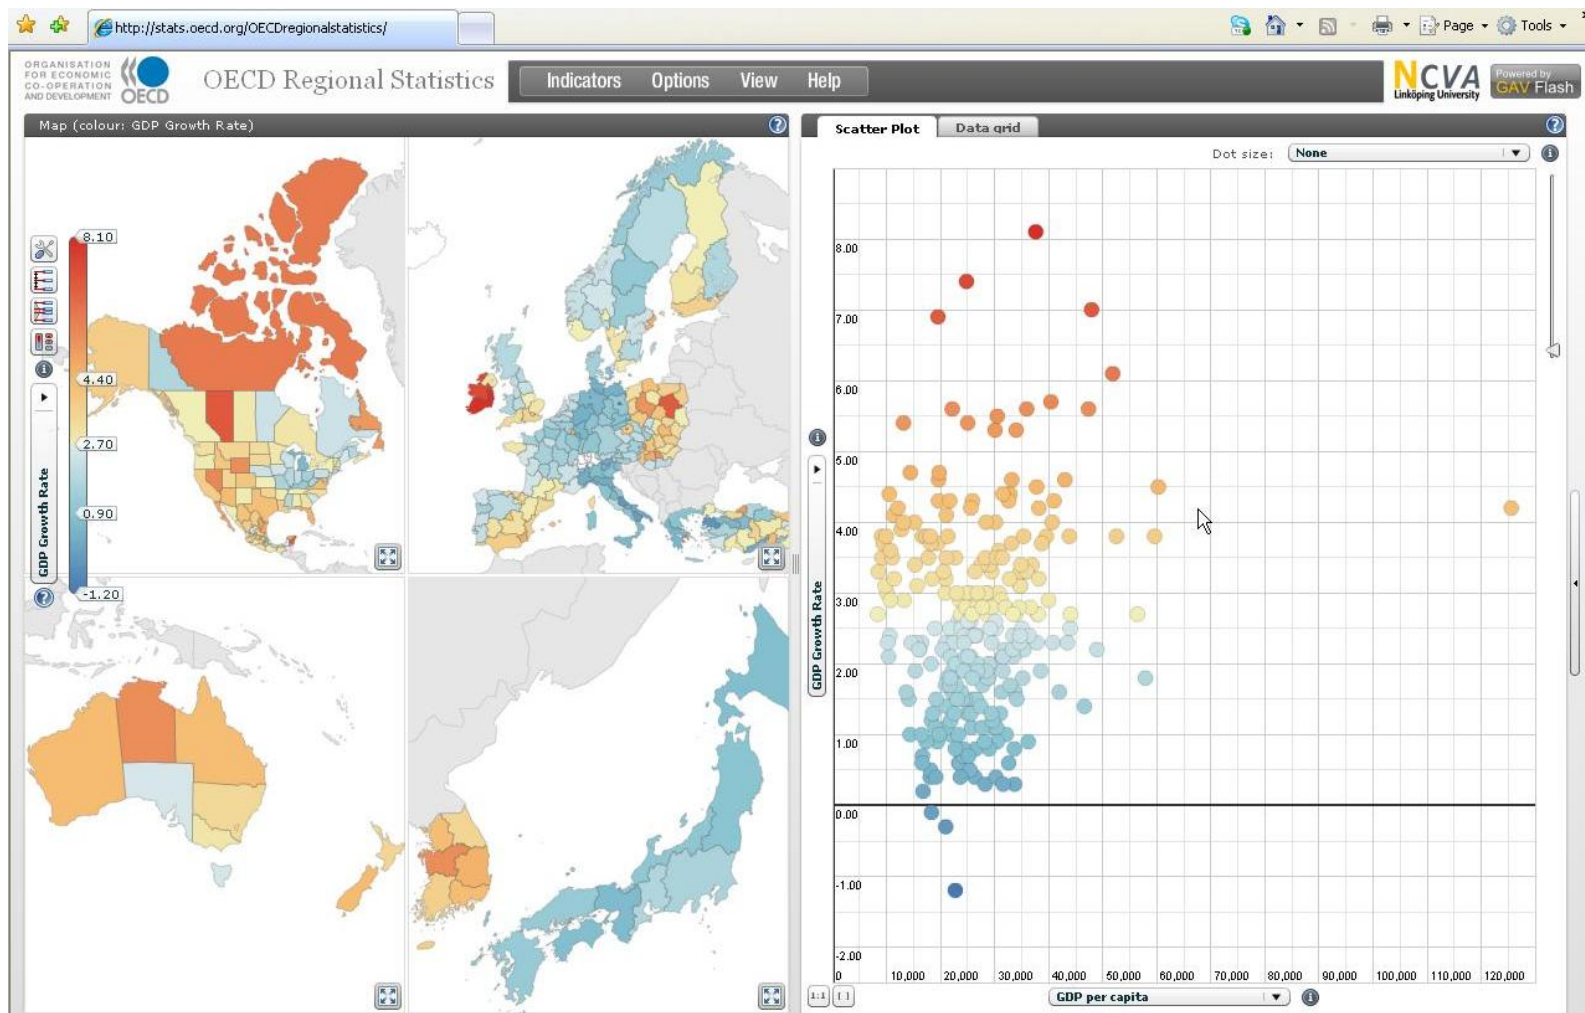 http://stats.oecd.org/OECDregionalstatistics/
Page
Tools
ORGANISATION
FOR ECONOMIC
CO-OPERATION
AND DEVELOPMENT
OECD
OECD Regional Statistics
Indicators Options View Help
NCVA
Linköping University
Powered by
GAV Flash
Map (colour: GDP Growth Rate)
8.10
4.40
2.70
0.90
-1.20
GDP Growth Rate
Scatter Plot
Data grid
Dot size: None
8.00
7.00
6.00
5.00
4.00
3.00
2.00
1.00
0.00
-1.00
-2.00
GDP Growth Rate
0 10,000 20,000 30,000 40,000 50,000 60,000 70,000 80,000 90,000 100,000 110,000 120,000
1:1 [ ]
GDP per capita